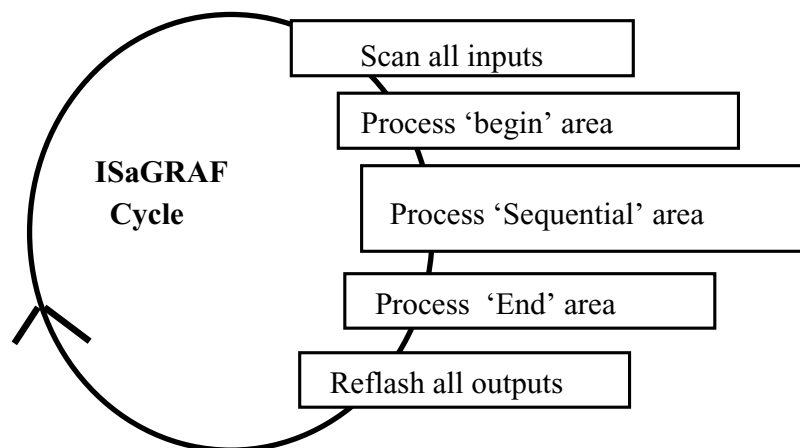 Scan all inputs
Process ‘begin’ area
ISaGRAF
Cycle
Process ‘Sequential’ area
Process ‘End’ area
Reflash all outputs